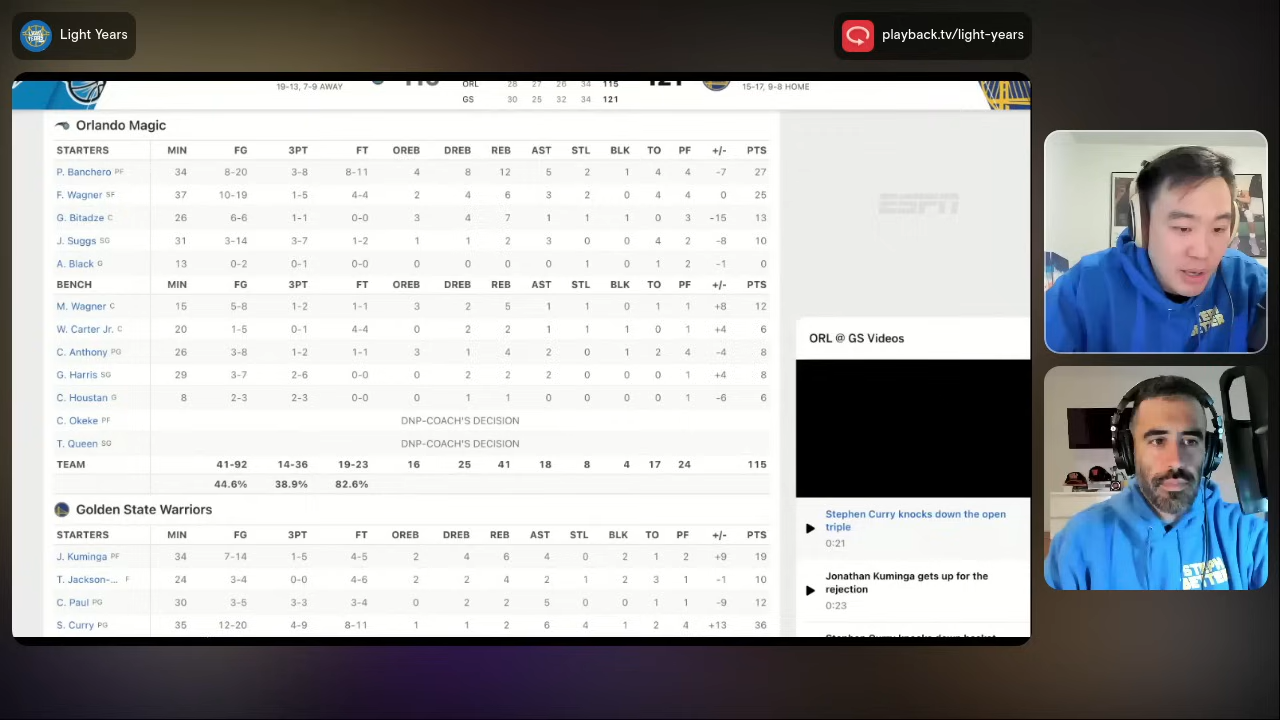 Light Years
playback.tv/light-years
19-13, 7-9 AWAY
ORL 28 27 26 34 115
GS 30 25 32 34 121
15-17, 9-8 HOME
Orlando Magic
STARTERS MIN FG 3PT FT OREB DREB REB AST STL BLK TO PF +/- PTS
P. Banchero PF 34 8-20 3-8 8-11 4 8 12 5 2 1 4 4 -7 27
F. Wagner SF 37 10-19 1-5 4-4 2 4 6 3 2 0 4 4 0 25
G. Bitadze C 26 6-6 1-1 0-0 3 4 7 1 1 1 0 3 -15 13
J. Suggs SG 31 3-14 3-7 1-2 1 1 2 3 0 0 4 2 -8 10
A. Black G 13 0-2 0-1 0-0 0 0 0 0 1 0 1 2 -1 0
BENCH MIN FG 3PT FT OREB DREB REB AST STL BLK TO PF +/- PTS
M. Wagner C 15 5-8 1-2 1-1 3 2 5 1 1 0 1 1 +8 12
W. Carter Jr. C 20 1-5 0-1 4-4 0 2 2 1 1 1 0 1 +4 6
C. Anthony PG 26 3-8 1-2 1-1 3 1 4 2 0 1 2 4 -4 8
G. Harris SG 29 3-7 2-6 0-0 0 2 2 2 0 0 0 1 +4 8
C. Houstan G 8 2-3 2-3 0-0 0 1 1 0 0 0 0 1 -6 6
C. Okeke PF DNP-COACH'S DECISION
T. Queen SG DNP-COACH'S DECISION
TEAM 41-92 14-36 19-23 16 25 41 18 8 4 17 24 115
44.6% 38.9% 82.6%
Golden State Warriors
STARTERS MIN FG 3PT FT OREB DREB REB AST STL BLK TO PF +/- PTS
J. Kuminga PF 34 7-14 1-5 4-5 2 4 6 4 0 2 1 2 +9 19
T. Jackson-... F 24 3-4 0-0 4-6 2 2 4 2 1 2 3 1 -1 10
C. Paul PG 30 3-5 3-3 3-4 0 2 2 5 0 0 1 1 -9 12
S. Curry PG 35 12-20 4-9 8-11 1 1 2 6 4 1 2 4 +13 36
ESPN
ORL @ GS Videos
Stephen Curry knocks down the open
triple
0:21
Jonathan Kuminga gets up for the
rejection
0:23